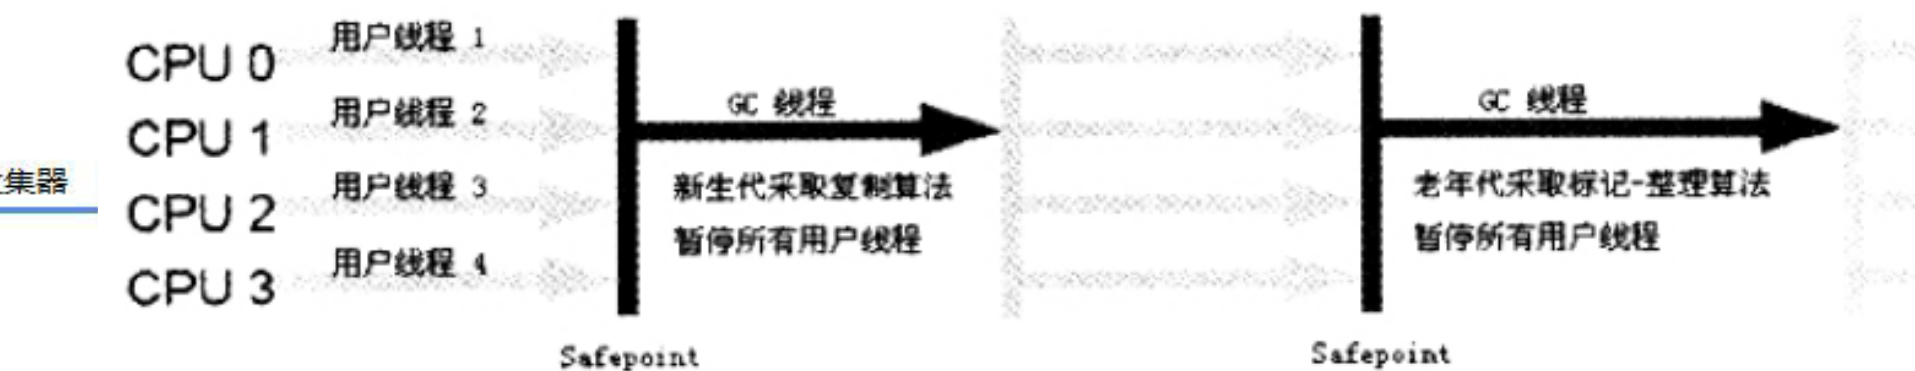 集器
CPU 0
用户线程 1
CPU 1
用户线程 2
CPU 2
用户线程 3
CPU 3
用户线程 4
GC 线程
新生代采取复制算法
暂停所有用户线程
Safepoint
GC 线程
老年代采取标记-整理算法
暂停所有用户线程
Safepoint